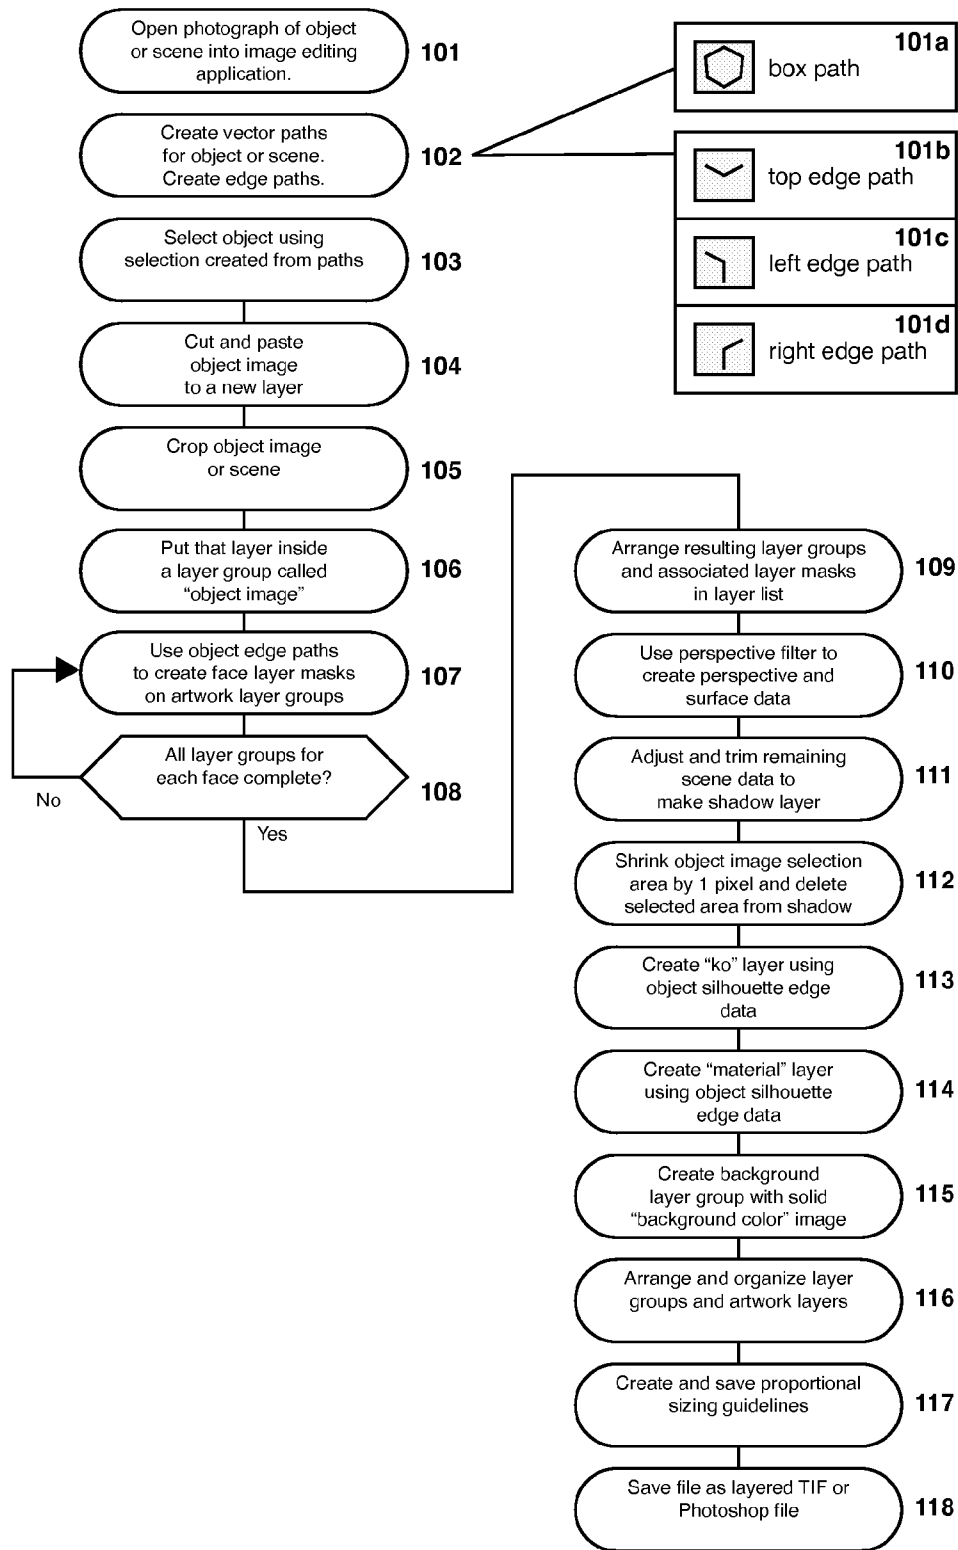 Open photograph of object
or scene into image editing
application.
101
Create vector paths
for object or scene.
Create edge paths.
102
101a
box path
101b
top edge path
101c
left edge path
101d
right edge path
Select object using
selection created from paths
103
Cut and paste
object image
to a new layer
104
Crop object image
or scene
105
Put that layer inside
a layer group called
“object image”
106
Use object edge paths
to create face layer masks
on artwork layer groups
107
All layer groups for
each face complete?
108
No
Yes
Arrange resulting layer groups
and associated layer masks
in layer list
109
Use perspective filter to
create perspective and
surface data
110
Adjust and trim remaining
scene data to
make shadow layer
111
Shrink object image selection
area by 1 pixel and delete
selected area from shadow
112
Create “ko” layer using
object silhouette edge
data
113
Create “material” layer
using object silhouette
edge data
114
Create background
layer group with solid
“background color” image
115
Arrange and organize layer
groups and artwork layers
116
Create and save proportional
sizing guidelines
117
Save file as layered TIF or
Photoshop file
118